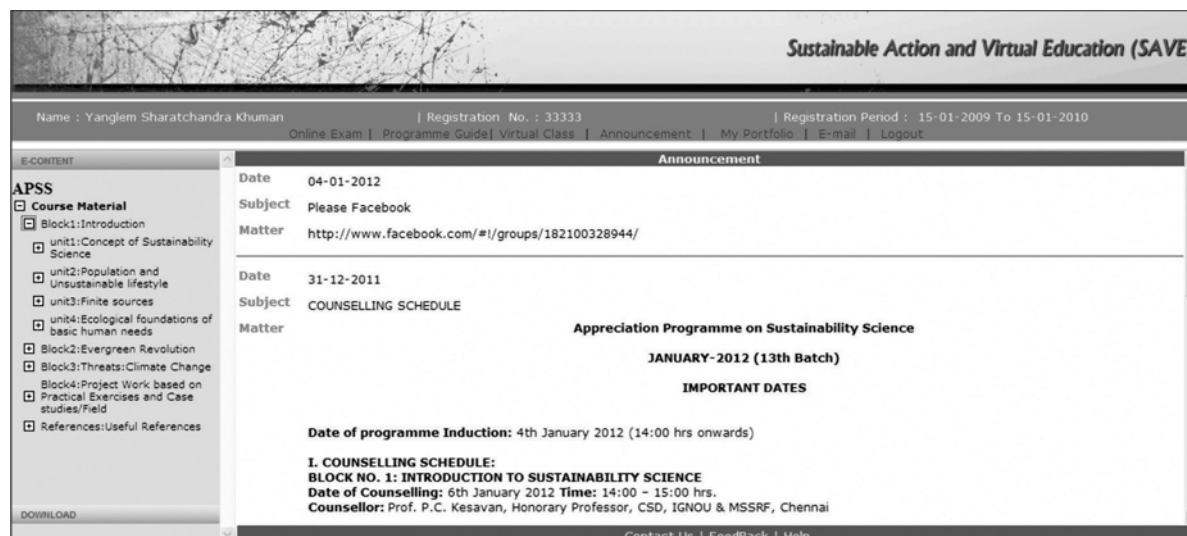 Sustainable Action and Virtual Education (SAVE
Name : Yanglem Sharatchandra Khuman | Registration No. : 33333 | Registration Period : 15-01-2009 To 15-01-2010
Online Exam | Programme Guide| Virtual Class | Announcement | My Portfolio | E-mail | Logout
E-CONTENT
APSS
Course Material
Block1:Introduction
unit1:Concept of Sustainability
Science
unit2:Population and
Unsustainable lifestyle
unit3:Finite sources
unit4:Ecological foundations of
basic human needs
Block2:Evergreen Revolution
Block3:Threats:Climate Change
Block4:Project Work based on
Practical Exercises and Case
studies/Field
References:Useful References
DOWNLOAD
Announcement
Date 04-01-2012
Subject Please Facebook
Matter http://www.facebook.com/#!/groups/182100328944/
Date 31-12-2011
Subject COUNSELLING SCHEDULE
Matter Appreciation Programme on Sustainability Science
JANUARY-2012 (13th Batch)
IMPORTANT DATES
Date of programme Induction: 4th January 2012 (14:00 hrs onwards)
I. COUNSELLING SCHEDULE:
BLOCK NO. 1: INTRODUCTION TO SUSTAINABILITY SCIENCE
Date of Counselling: 6th January 2012 Time: 14:00 – 15:00 hrs.
Counsellor: Prof. P.C. Kesavan, Honorary Professor, CSD, IGNOU & MSSRF, Chennai
Contact Us | FeedBack | Help